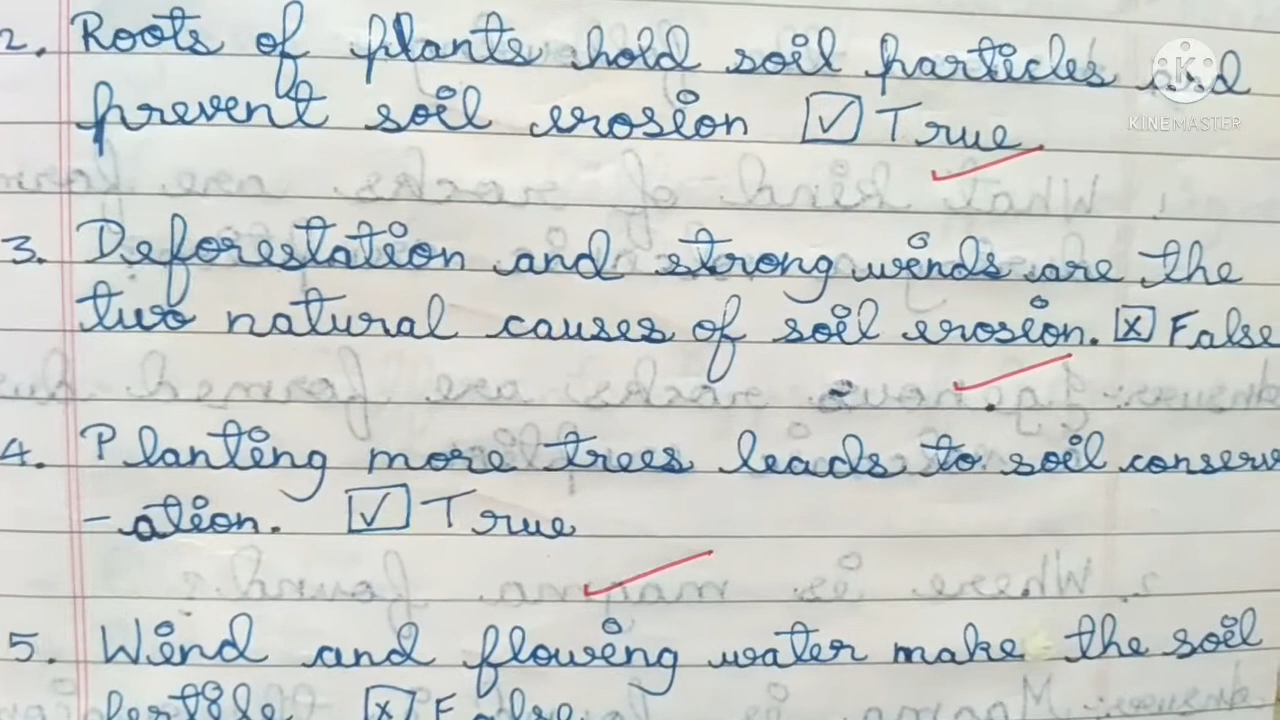 2. Roots of plants hold soil particles and
prevent soil erosion ☑ True
3. Deforestation and strong winds are the
two natural causes of soil erosion. ☒ False
4. Planting more trees leads to soil conserv
-ation. ☑ True
5. Wind and flowing water make the soil
fertile ☒ False
KINEMASTER